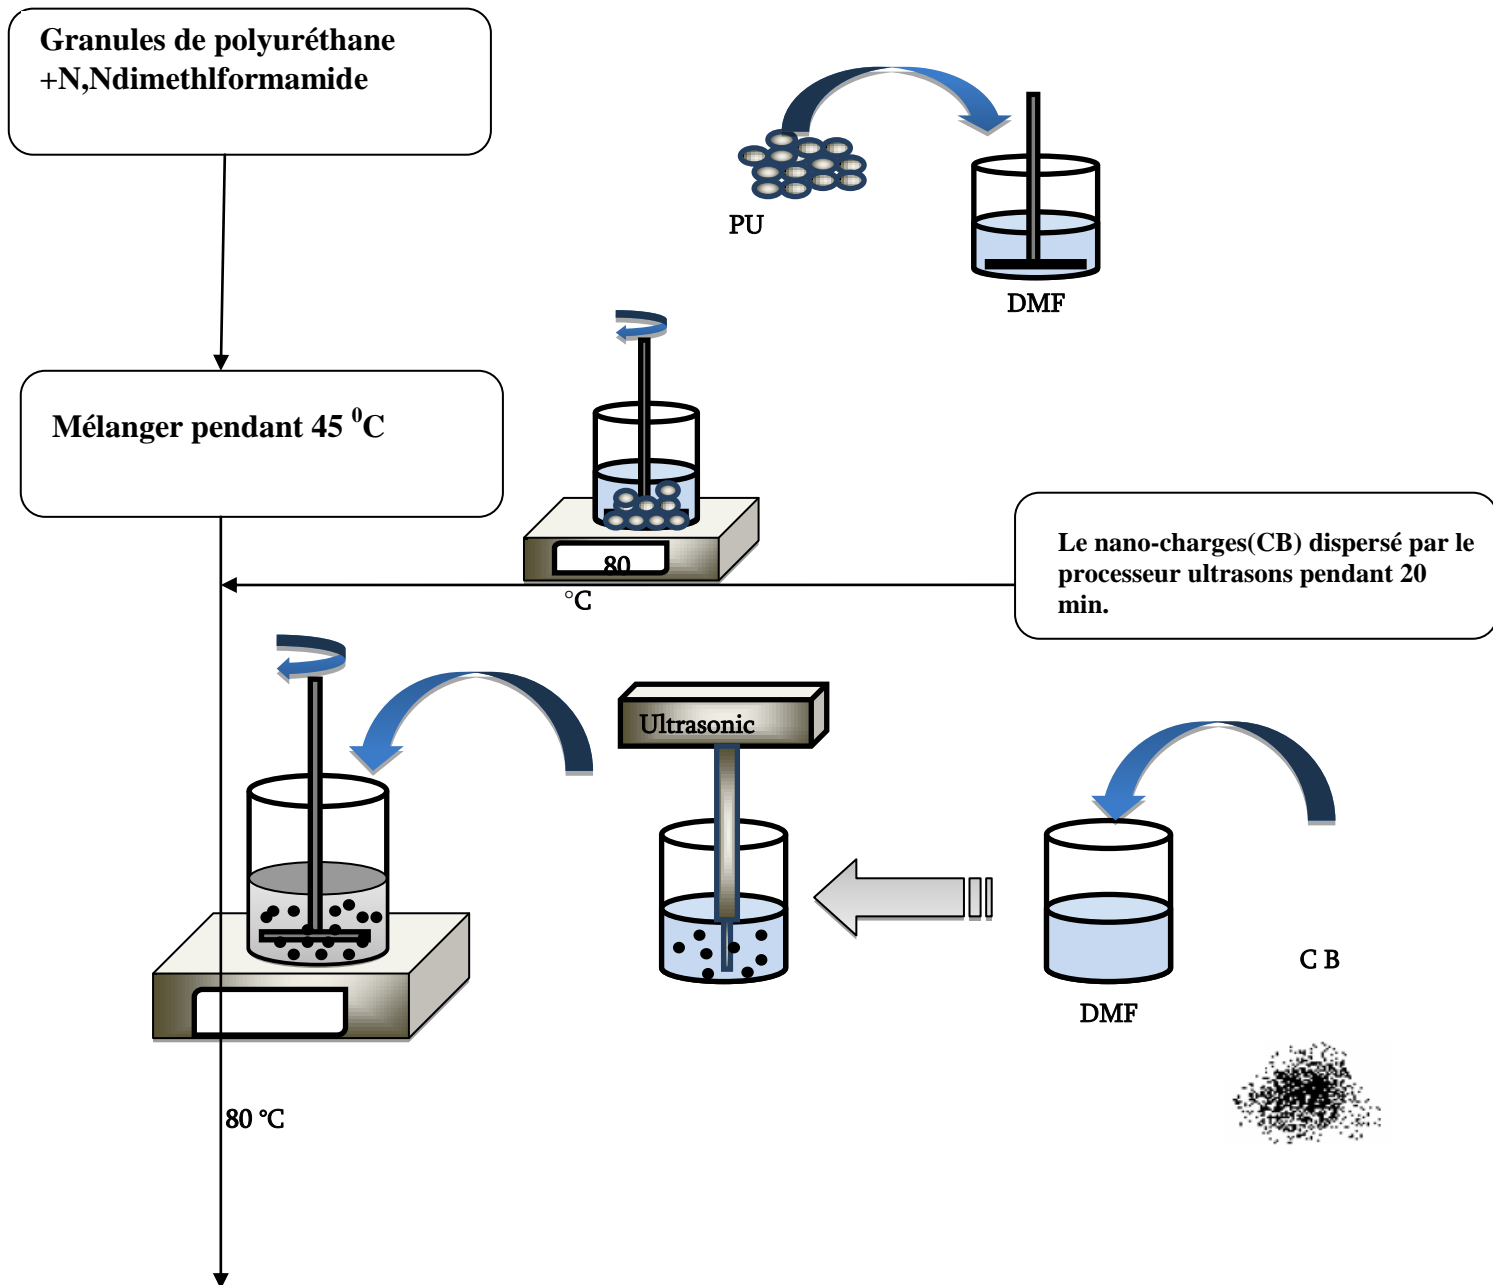 Granules de polyuréthane
+N,Ndimethlformamide
PU
DMF
Mélanger pendant 45 ⁰C
80
°C
Le nano-charges(CB) dispersé par le
processeur ultrasons pendant 20
min.
Ultrasonic
C B
DMF
80 °C